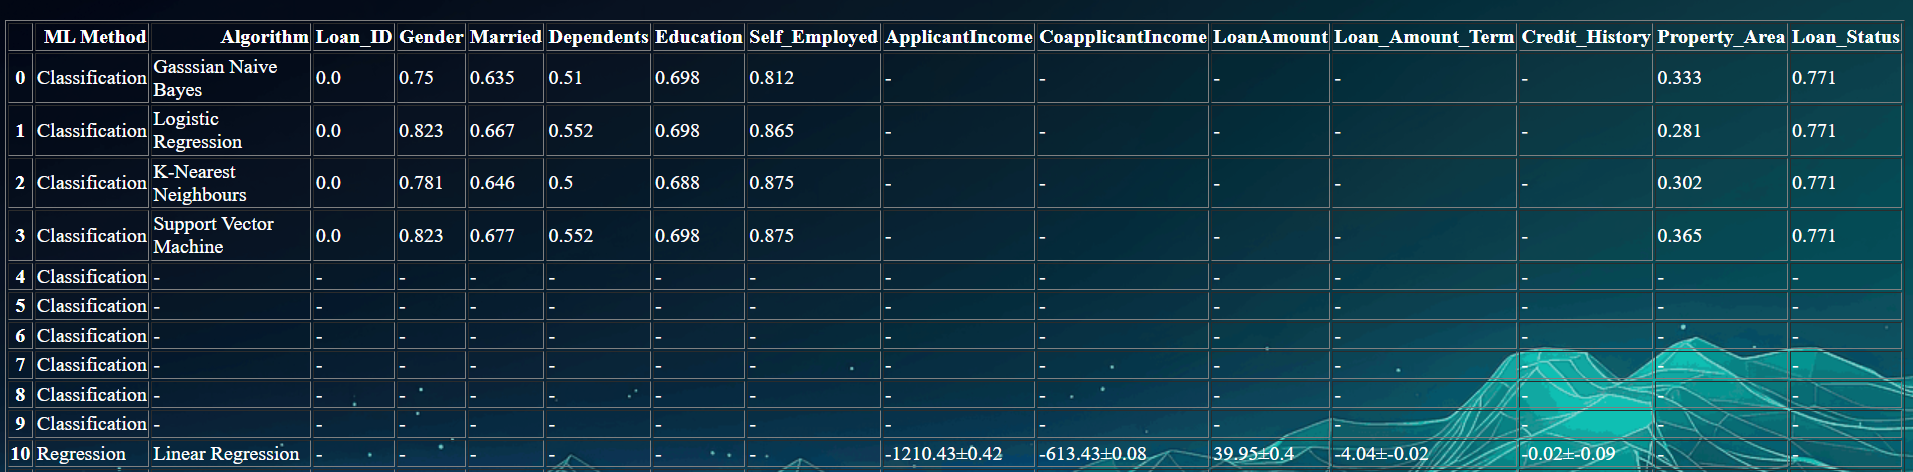 ML Method Algorithm Loan_ID Gender Married Dependents Education Self_Employed ApplicantIncome CoapplicantIncome LoanAmount Loan_Amount_Term Credit_History Property_Area Loan_Status
0 Classification Gasssian Naive Bayes 0.0 0.75 0.635 0.51 0.698 0.812 - - - - - 0.333 0.771
1 Classification Logistic Regression 0.0 0.823 0.667 0.552 0.698 0.865 - - - - - 0.281 0.771
2 Classification K-Nearest Neighbours 0.0 0.781 0.646 0.5 0.688 0.875 - - - - - 0.302 0.771
3 Classification Support Vector Machine 0.0 0.823 0.677 0.552 0.698 0.875 - - - - - 0.365 0.771
4 Classification - - - - - - - - - - - - - -
5 Classification - - - - - - - - - - - - - -
6 Classification - - - - - - - - - - - - - -
7 Classification - - - - - - - - - - - - - -
8 Classification - - - - - - - - - - - - - -
9 Classification - - - - - - - - - - - - - -
10 Regression Linear Regression - - - - - - -1210.43±0.42 -613.43±0.08 39.95±0.4 -4.04±-0.02 -0.02±-0.09 - -